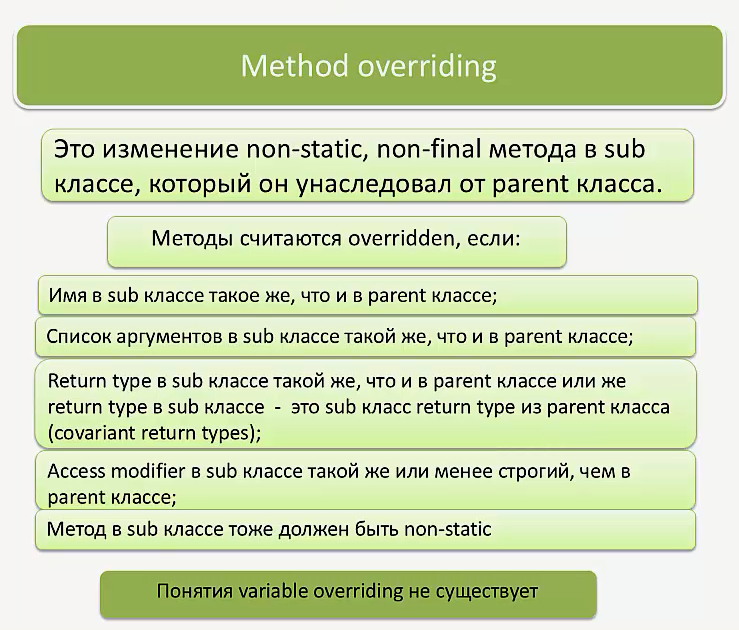 Method overriding
Это изменение non-static, non-final метода в sub
классе, который он унаследовал от parent класса.
Методы считаются overridden, если:
Имя в sub классе такое же, что и в parent классе;
Список аргументов в sub классе такой же, что и в parent классе;
Return type в sub классе такой же, что и в parent классе или же
return type в sub классе - это sub класс return type из parent класса
(covariant return types);
Access modifier в sub классе такой же или менее строгий, чем в
parent классе;
Метод в sub классе тоже должен быть non-static
Понятия variable overriding не существует